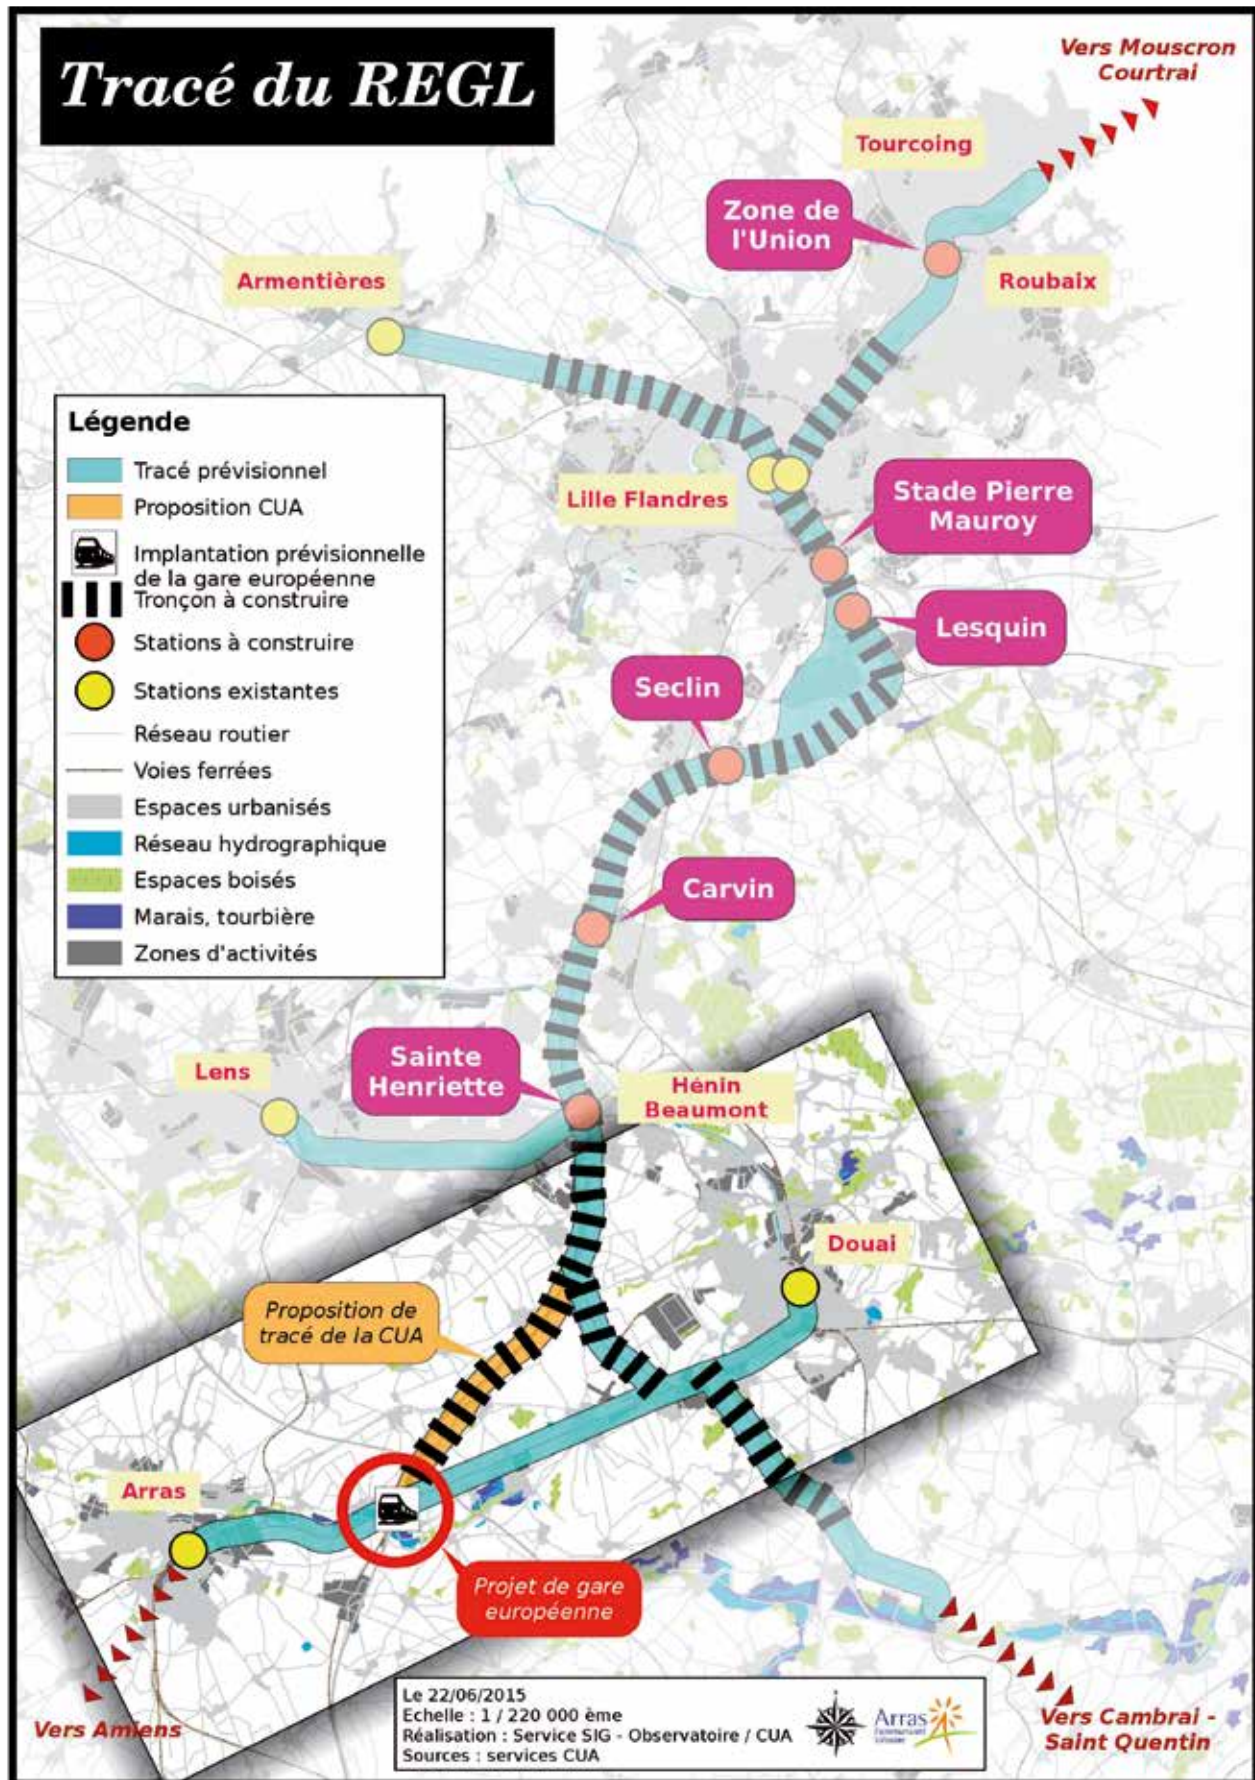 Tracé du REGL
Vers Mouscron
Courtrai
Tourcoing
Zone de
l'Union
Armentières
Roubaix
Légende
Tracé prévisionnel
Proposition CUA
Implantation prévisionnelle
de la gare européenne
Tronçon à construire
Stations à construire
Stations existantes
Réseau routier
Voies ferrées
Espaces urbanisés
Réseau hydrographique
Espaces boisés
Marais, tourbière
Zones d'activités
Lille Flandres
Stade Pierre
Mauroy
Lesquin
Seclin
Carvin
Sainte
Henriette
Lens
Hénin
Beaumont
Douai
Proposition de
tracé de la CUA
Arras
Projet de gare
européenne
Vers Amiens
Le 22/06/2015
Echelle : 1 / 220 000 ème
Réalisation : Service SIG - Observatoire / CUA
Sources : services CUA
Arras
Communauté
Urbaine
Vers Cambrai -
Saint Quentin